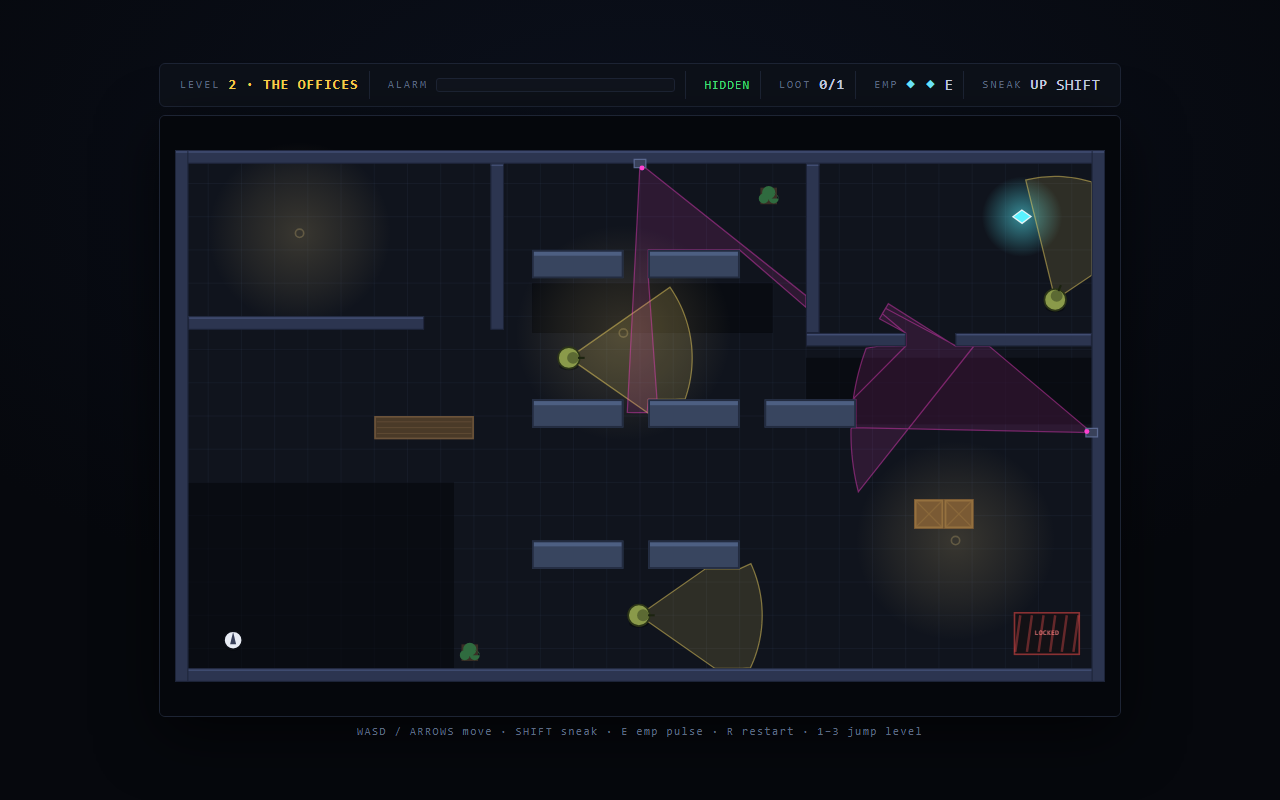 LEVEL 2 · THE OFFICES ALARM HIDDEN LOOT 0/1 EMP ◆ ◆ E SNEAK UP SHIFT
LOCKED
WASD / ARROWS move · SHIFT sneak · E emp pulse · R restart · 1–3 jump level